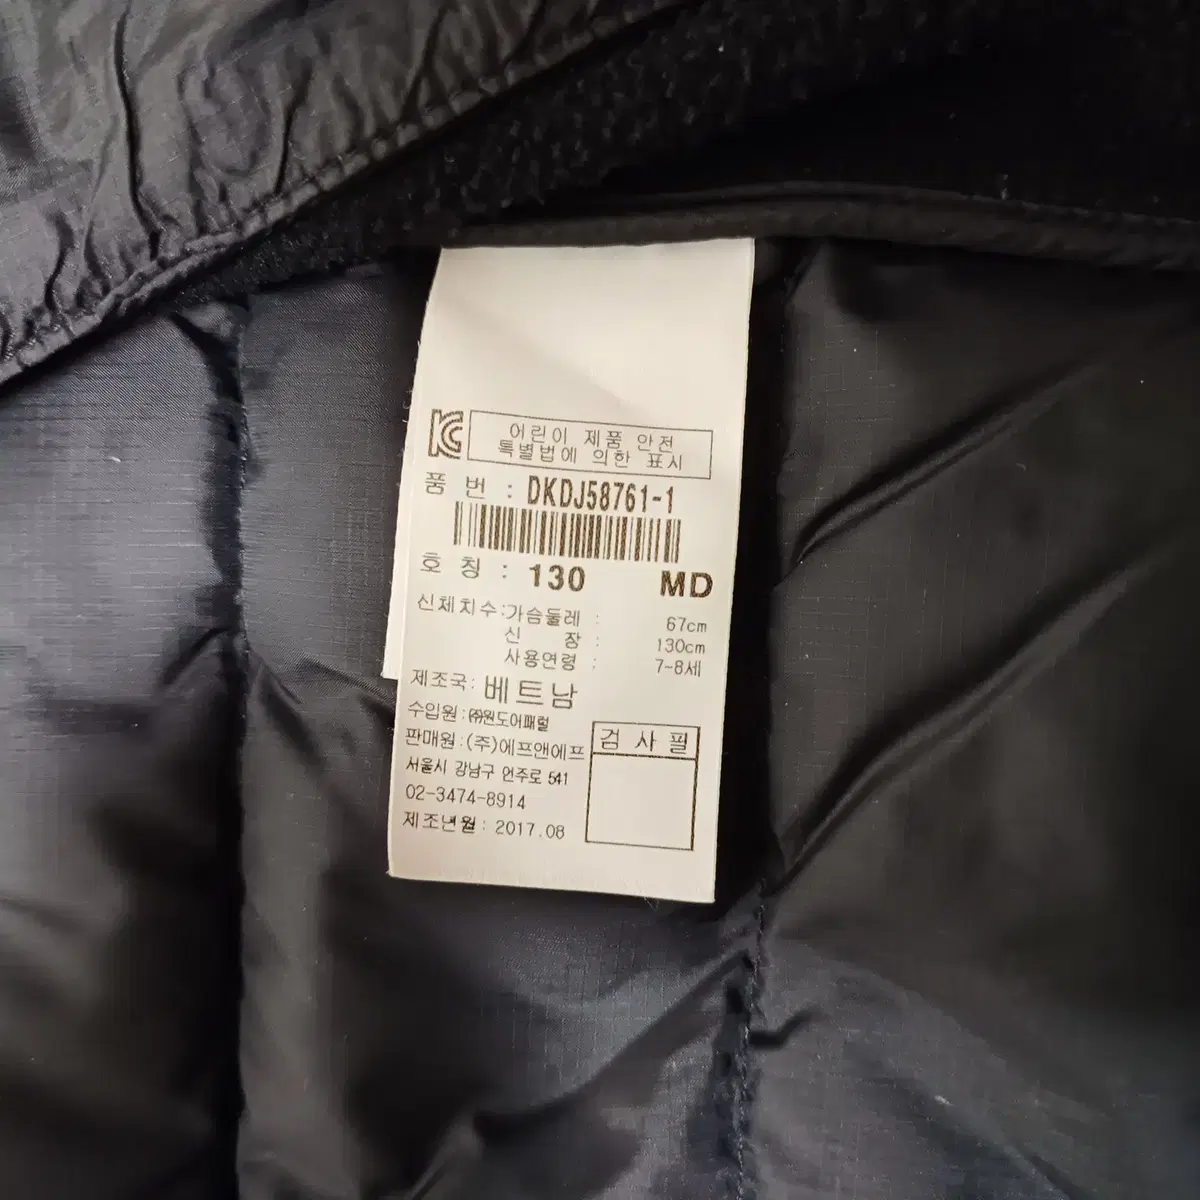 KC
어린이 제품 안전
특별법에 의한 표시
품 번 : DKDJ58761-1
호 칭 : 130 MD
신체치수:가슴둘레 : 67cm
신 장 : 130cm
사용연령 : 7-8세
제조국: 베트남
수입원 : ㈜원도어패럴
판매원 : (주)에프앤에프
서울시 강남구 언주로 541
02-3474-8914
제조년월 : 2017.08
검 사 필